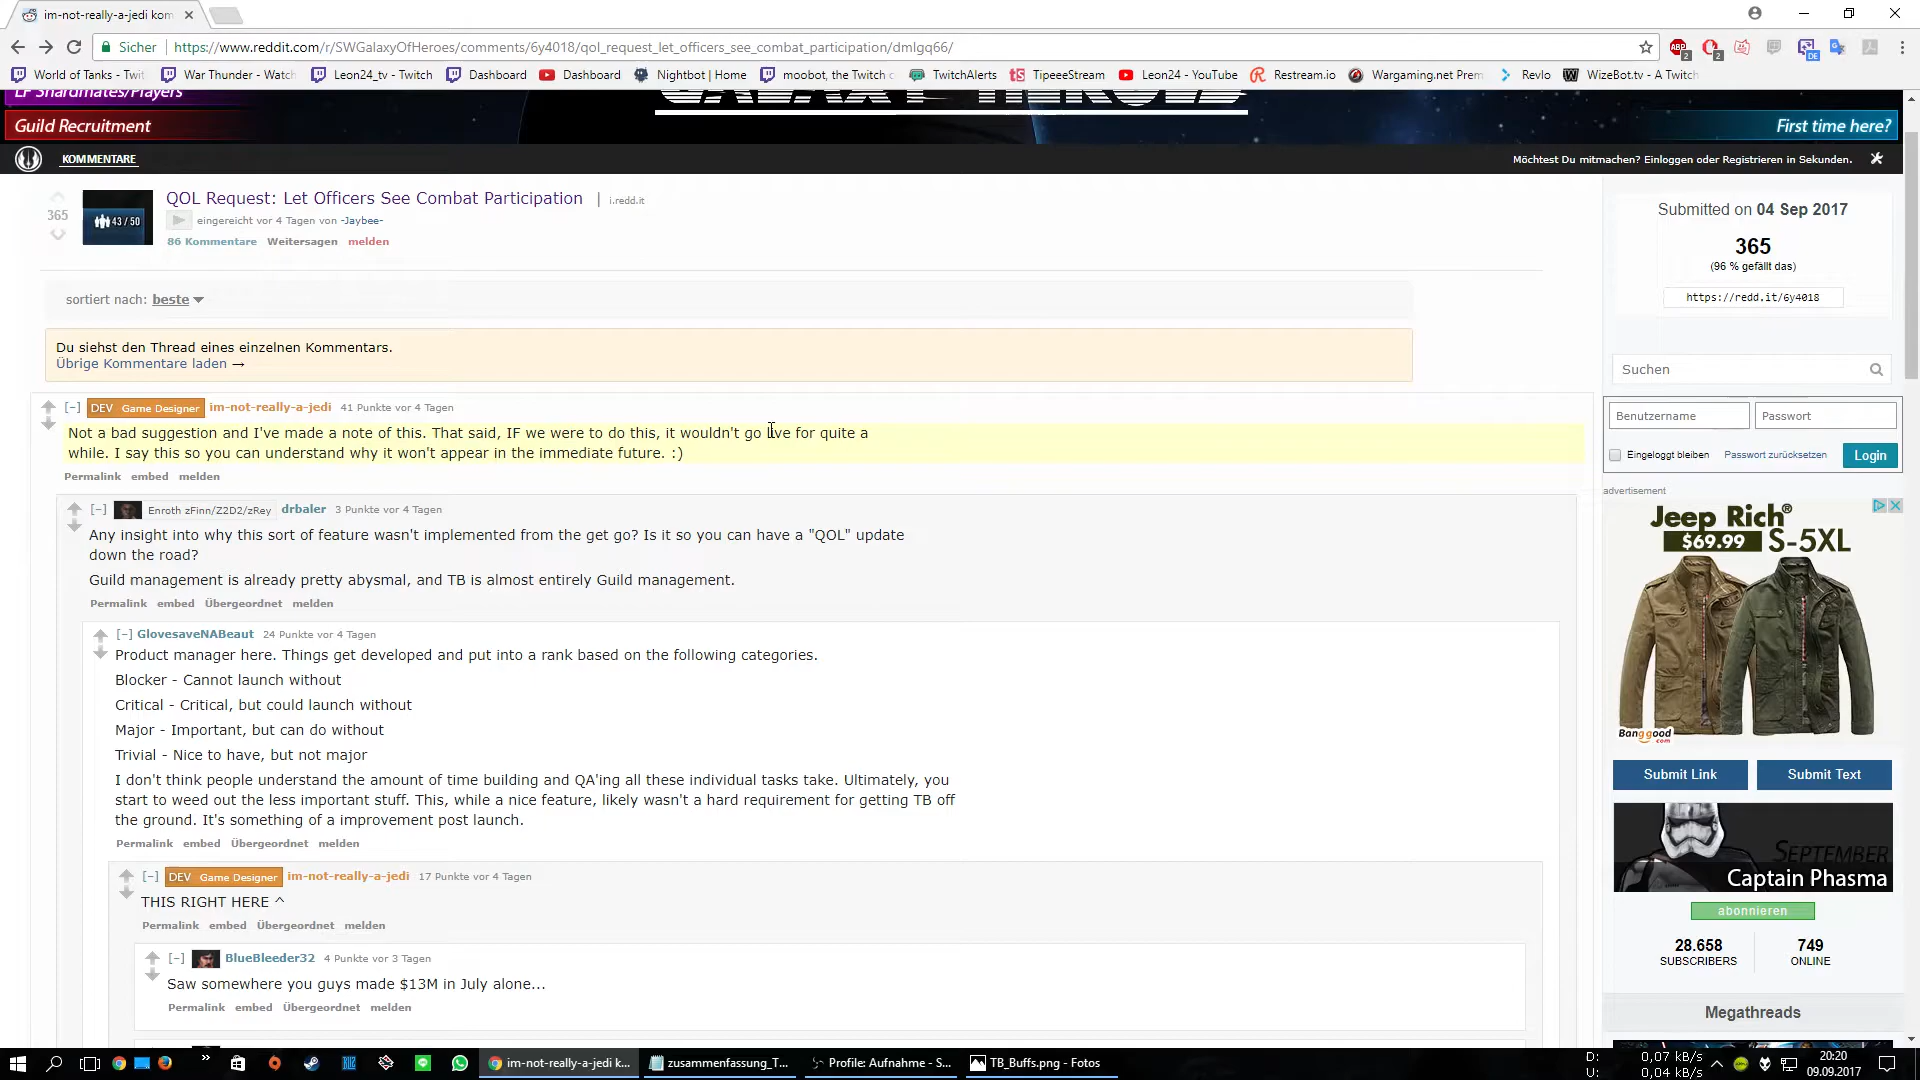 im-not-really-a-jedi kom
Sicher
https://www.reddit.com/r/SWGalaxyOfHeroes/comments/6y4018/qol_request_let_officers_see_combat_participation/dmlgq66/
World of Tanks - Twit
War Thunder - Watch
Leon24_tv - Twitch
Dashboard
Dashboard
Nightbot | Home
moobot, the Twitch c
TwitchAlerts
TipeeeStream
Leon24 - YouTube
Restream.io
Wargaming.net Prem
Revlo
WizeBot.tv - A Twitch
LF Shardmates/Players
GALAXY OF HEROES
Guild Recruitment
First time here?
KOMMENTARE
Möchtest Du mitmachen? Einloggen oder Registrieren in Sekunden.
365
43 / 50
QOL Request: Let Officers See Combat Participation | i.redd.it
eingereicht vor 4 Tagen von -Jaybee-
86 Kommentare Weitersagen melden
sortiert nach: beste
Du siehst den Thread eines einzelnen Kommentars.
Übrige Kommentare laden →
[–] DEV Game Designer im-not-really-a-jedi 41 Punkte vor 4 Tagen
Not a bad suggestion and I've made a note of this. That said, IF we were to do this, it wouldn't go live for quite a
while. I say this so you can understand why it won't appear in the immediate future. :)
Permalink embed melden
[–] Enroth zFinn/Z2D2/zRey drbaler 3 Punkte vor 4 Tagen
Any insight into why this sort of feature wasn't implemented from the get go? Is it so you can have a "QOL" update
down the road?
Guild management is already pretty abysmal, and TB is almost entirely Guild management.
Permalink embed Übergeordnet melden
[–] GlovesaveNABeaut 24 Punkte vor 4 Tagen
Product manager here. Things get developed and put into a rank based on the following categories.
Blocker - Cannot launch without
Critical - Critical, but could launch without
Major - Important, but can do without
Trivial - Nice to have, but not major
I don't think people understand the amount of time building and QA'ing all these individual tasks take. Ultimately, you
start to weed out the less important stuff. This, while a nice feature, likely wasn't a hard requirement for getting TB off
the ground. It's something of a improvement post launch.
Permalink embed Übergeordnet melden
[–] DEV Game Designer im-not-really-a-jedi 17 Punkte vor 4 Tagen
THIS RIGHT HERE ^
Permalink embed Übergeordnet melden
[–] BlueBleeder32 4 Punkte vor 3 Tagen
Saw somewhere you guys made $13M in July alone...
Permalink embed Übergeordnet melden
Submitted on 04 Sep 2017
365
(96 % gefällt das)
https://redd.it/6y4018
Suchen
Benutzername
Passwort
Eingeloggt bleiben
Passwort zurücksetzen
Login
advertisement
Jeep Rich®
$69.99 S-5XL
Banggood
.com
Submit Link
Submit Text
SEPTEMBER
Captain Phasma
abonnieren
28.658
SUBSCRIBERS
749
ONLINE
Megathreads
im-not-really-a-jedi k...
zusammenfassung_T...
Profile: Aufnahme - S...
TB_Buffs.png - Fotos
D: 0,07 kB/s
U: 0,04 kB/s
20:20
09.09.2017